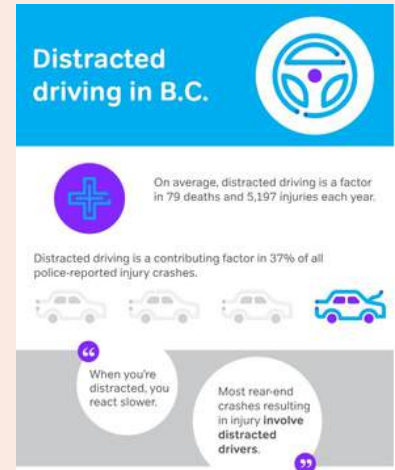 Distracted
driving in B.C.
On average, distracted driving is a factor
in 79 deaths and 5,197 injuries each year.
Distracted driving is a contributing factor in 37% of all
police-reported injury crashes.
“
When you're
distracted, you
react slower.
Most rear-end
crashes resulting
in injury involve
distracted
drivers.
”